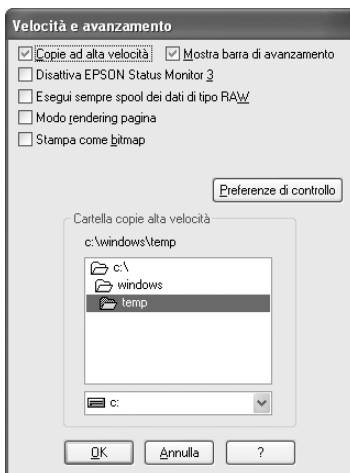 Velocità e avanzamento
Copie ad alta velocità Mostra barra di avanzamento
Disattiva EPSON Status Monitor 3
Esegui sempre spool dei dati di tipo RAW
Modo rendering pagina
Stampa come bitmap
Preferenze di controllo
Cartella copie alta velocità
c:\windows\temp
c:\
windows
temp
c:
OK Annulla ?